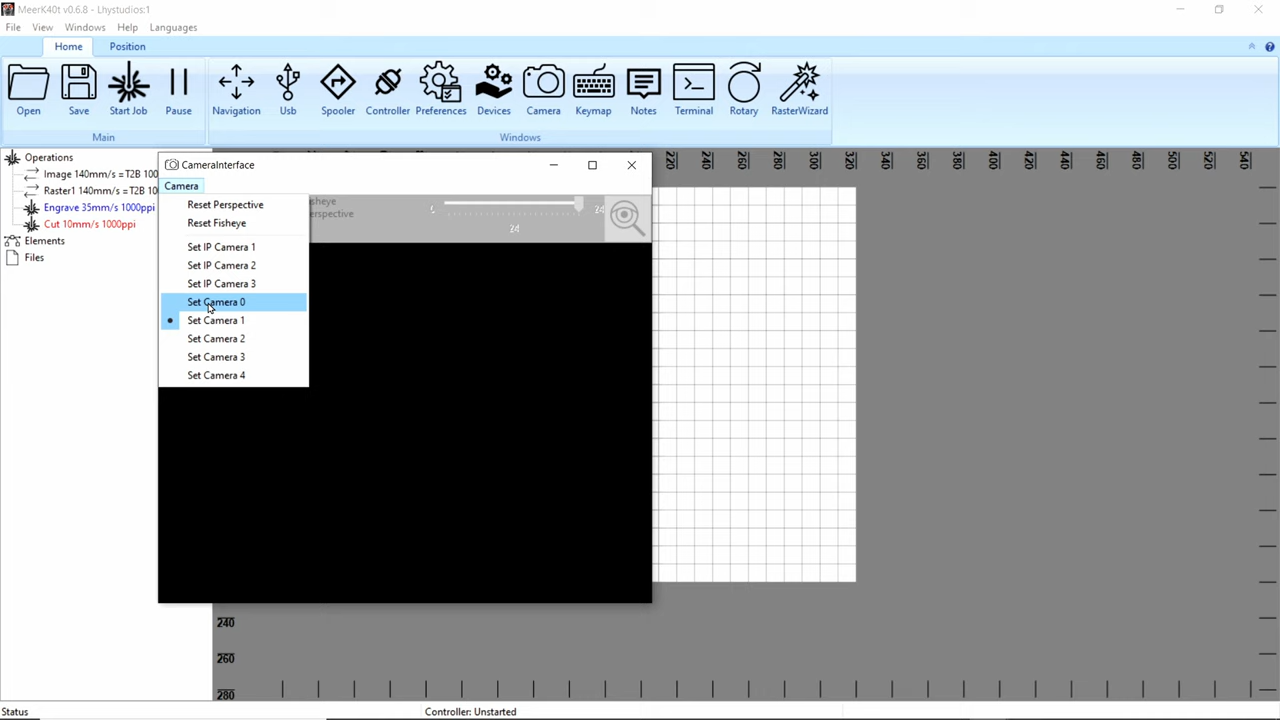 MeerK40t v0.6.8 - Lhystudios:1
File View Windows Help Languages
Home Position
Open Save Start Job Pause Navigation Usb Spooler Controller Preferences Devices Camera Keymap Notes Terminal Rotary RasterWizard
Main Windows
Operations
Image 140mm/s = T2B 100
Raster1 140mm/s = T2B 10
Engrave 35mm/s 1000ppi
Cut 10mm/s 1000ppi
Elements
Files
CameraInterface
Camera
Reset Perspective
Reset Fisheye
Set IP Camera 1
Set IP Camera 2
Set IP Camera 3
Set Camera 0
Set Camera 1
Set Camera 2
Set Camera 3
Set Camera 4
isheye
erspective
24
24
220 240 260 280 300 320 340 360 380 400 420 440 460 480 500 520 540
240
260
280
Status Controller: Unstarted